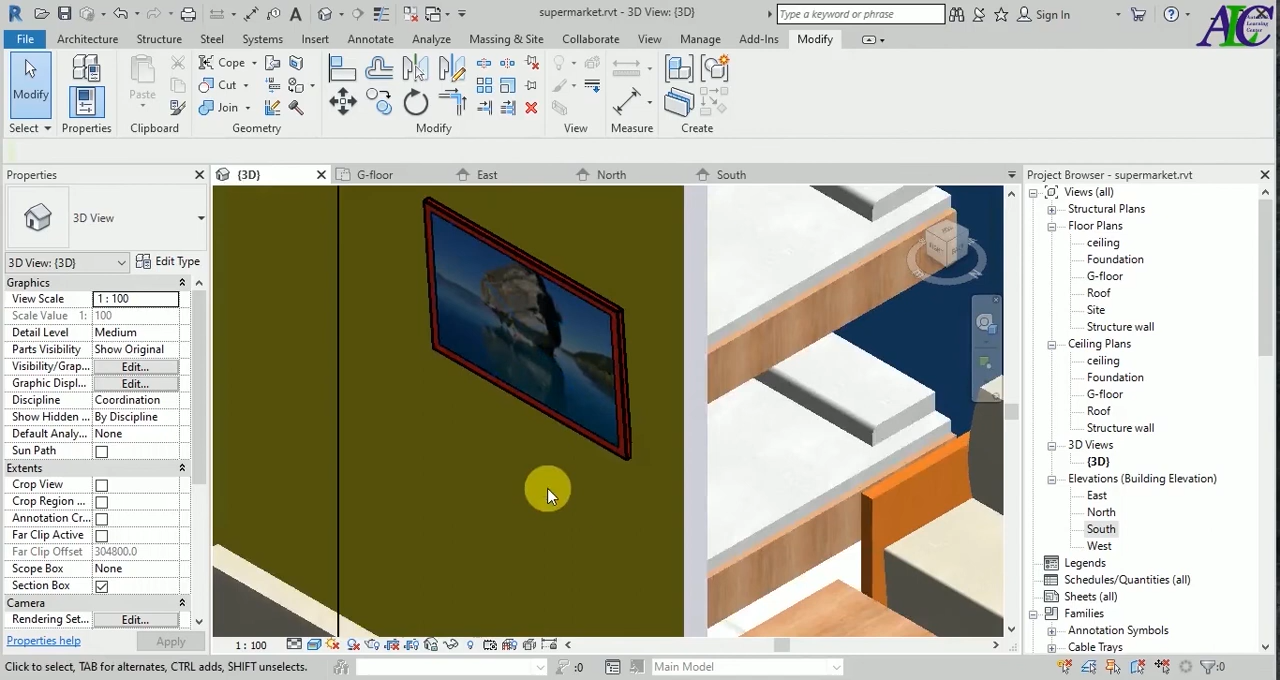 supermarket.rvt - 3D View: {3D}
Type a keyword or phrase
Sign In
ALC
File
Architecture
Structure
Steel
Systems
Insert
Annotate
Analyze
Massing & Site
Collaborate
View
Manage
Add-Ins
Modify
Modify
Paste
Cope
Cut
Join
Select
Properties
Clipboard
Geometry
Modify
View
Measure
Create
Properties
{3D}
G-floor
East
North
South
Project Browser - supermarket.rvt
3D View
3D View: {3D}
Edit Type
Graphics
View Scale
1 : 100
Scale Value 1:
100
Detail Level
Medium
Parts Visibility
Show Original
Visibility/Grap...
Edit...
Graphic Displ...
Edit...
Discipline
Coordination
Show Hidden ...
By Discipline
Default Analy...
None
Sun Path
Extents
Crop View
Crop Region ...
Annotation Cr...
Far Clip Active
Far Clip Offset
304800.0
Scope Box
None
Section Box
Camera
Rendering Set...
Edit...
Properties help
Apply
Views (all)
Structural Plans
Floor Plans
ceiling
Foundation
G-floor
Roof
Site
Structure wall
Ceiling Plans
ceiling
Foundation
G-floor
Roof
Structure wall
3D Views
{3D}
Elevations (Building Elevation)
East
North
South
West
Legends
Schedules/Quantities (all)
Sheets (all)
Families
Annotation Symbols
Cable Trays
1 : 100
Click to select, TAB for alternates, CTRL adds, SHIFT unselects.
:0
Main Model
:0